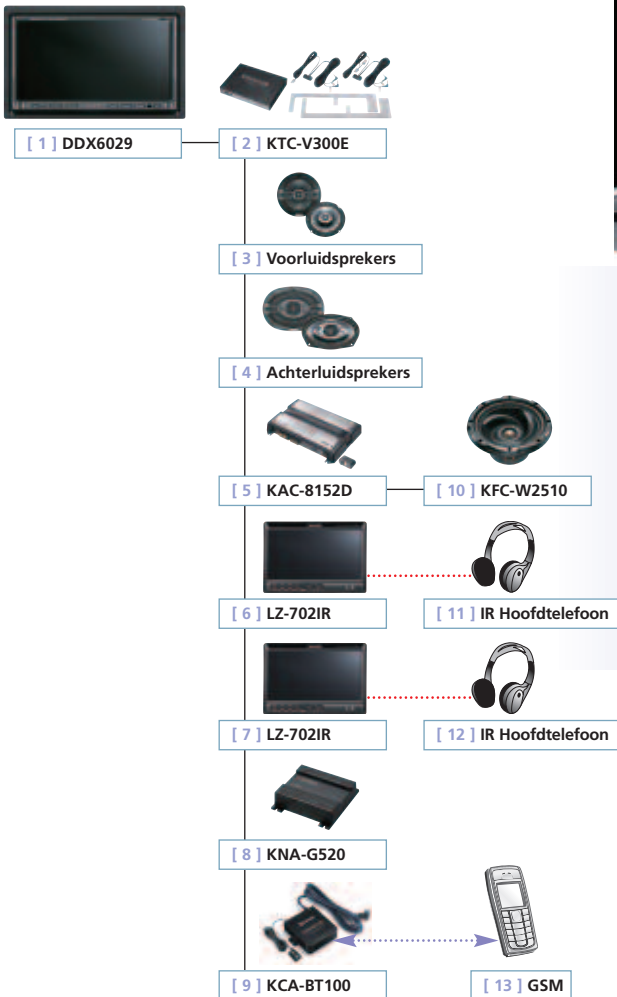 [ 1 ] DDX6029
[ 2 ] KTC-V300E
[ 3 ] Voorluidsprekers
[ 4 ] Achterluidsprekers
[ 5 ] KAC-8152D
[ 10 ] KFC-W2510
[ 6 ] LZ-702IR
[ 11 ] IR Hoofdtelefoon
[ 7 ] LZ-702IR
[ 12 ] IR Hoofdtelefoon
[ 8 ] KNA-G520
[ 9 ] KCA-BT100
[ 13 ] GSM